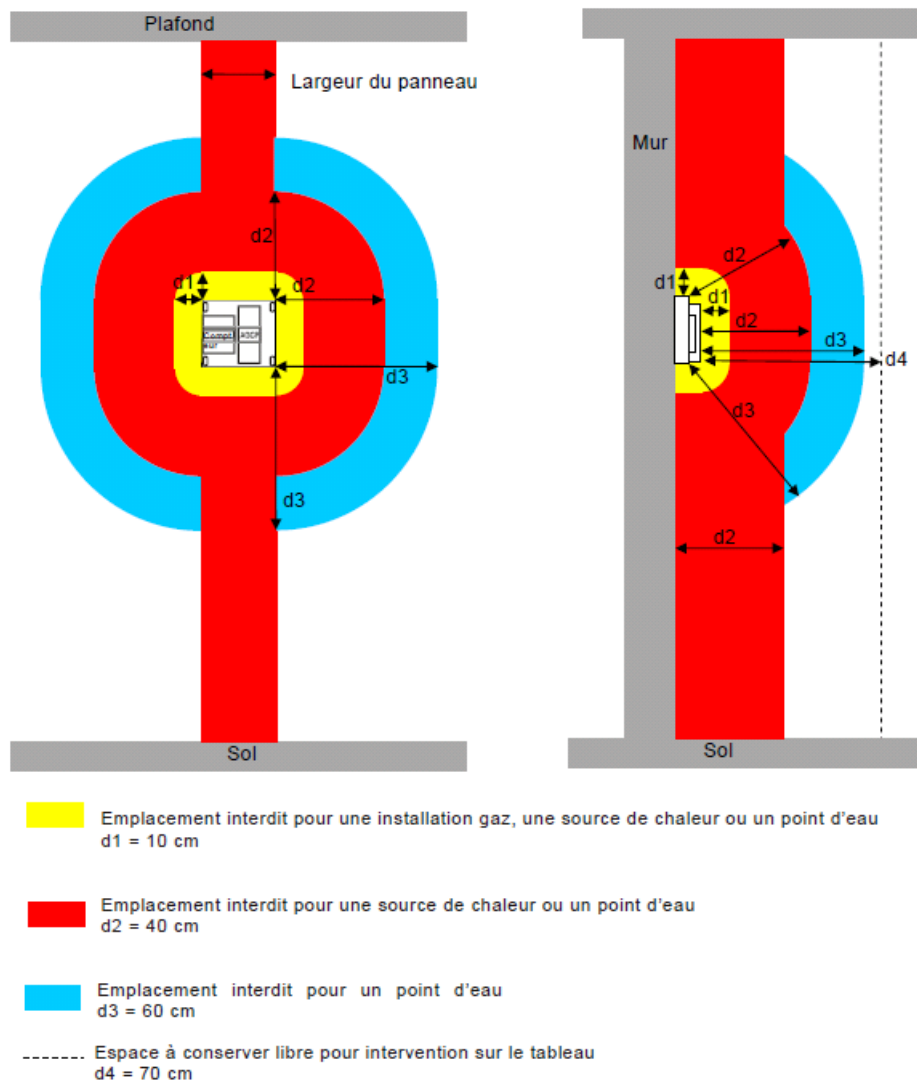 Plafond
Largeur du panneau
Mur
d2
d1
d2
d2
d1
d1
d2
d3
d3
d4
d3
d3
d2
Sol
Sol
Emplacement interdit pour une installation gaz, une source de chaleur ou un point d'eau
d1 = 10 cm
Emplacement interdit pour une source de chaleur ou un point d'eau
d2 = 40 cm
Emplacement interdit pour un point d'eau
d3 = 60 cm
Espace à conserver libre pour intervention sur le tableau
d4 = 70 cm